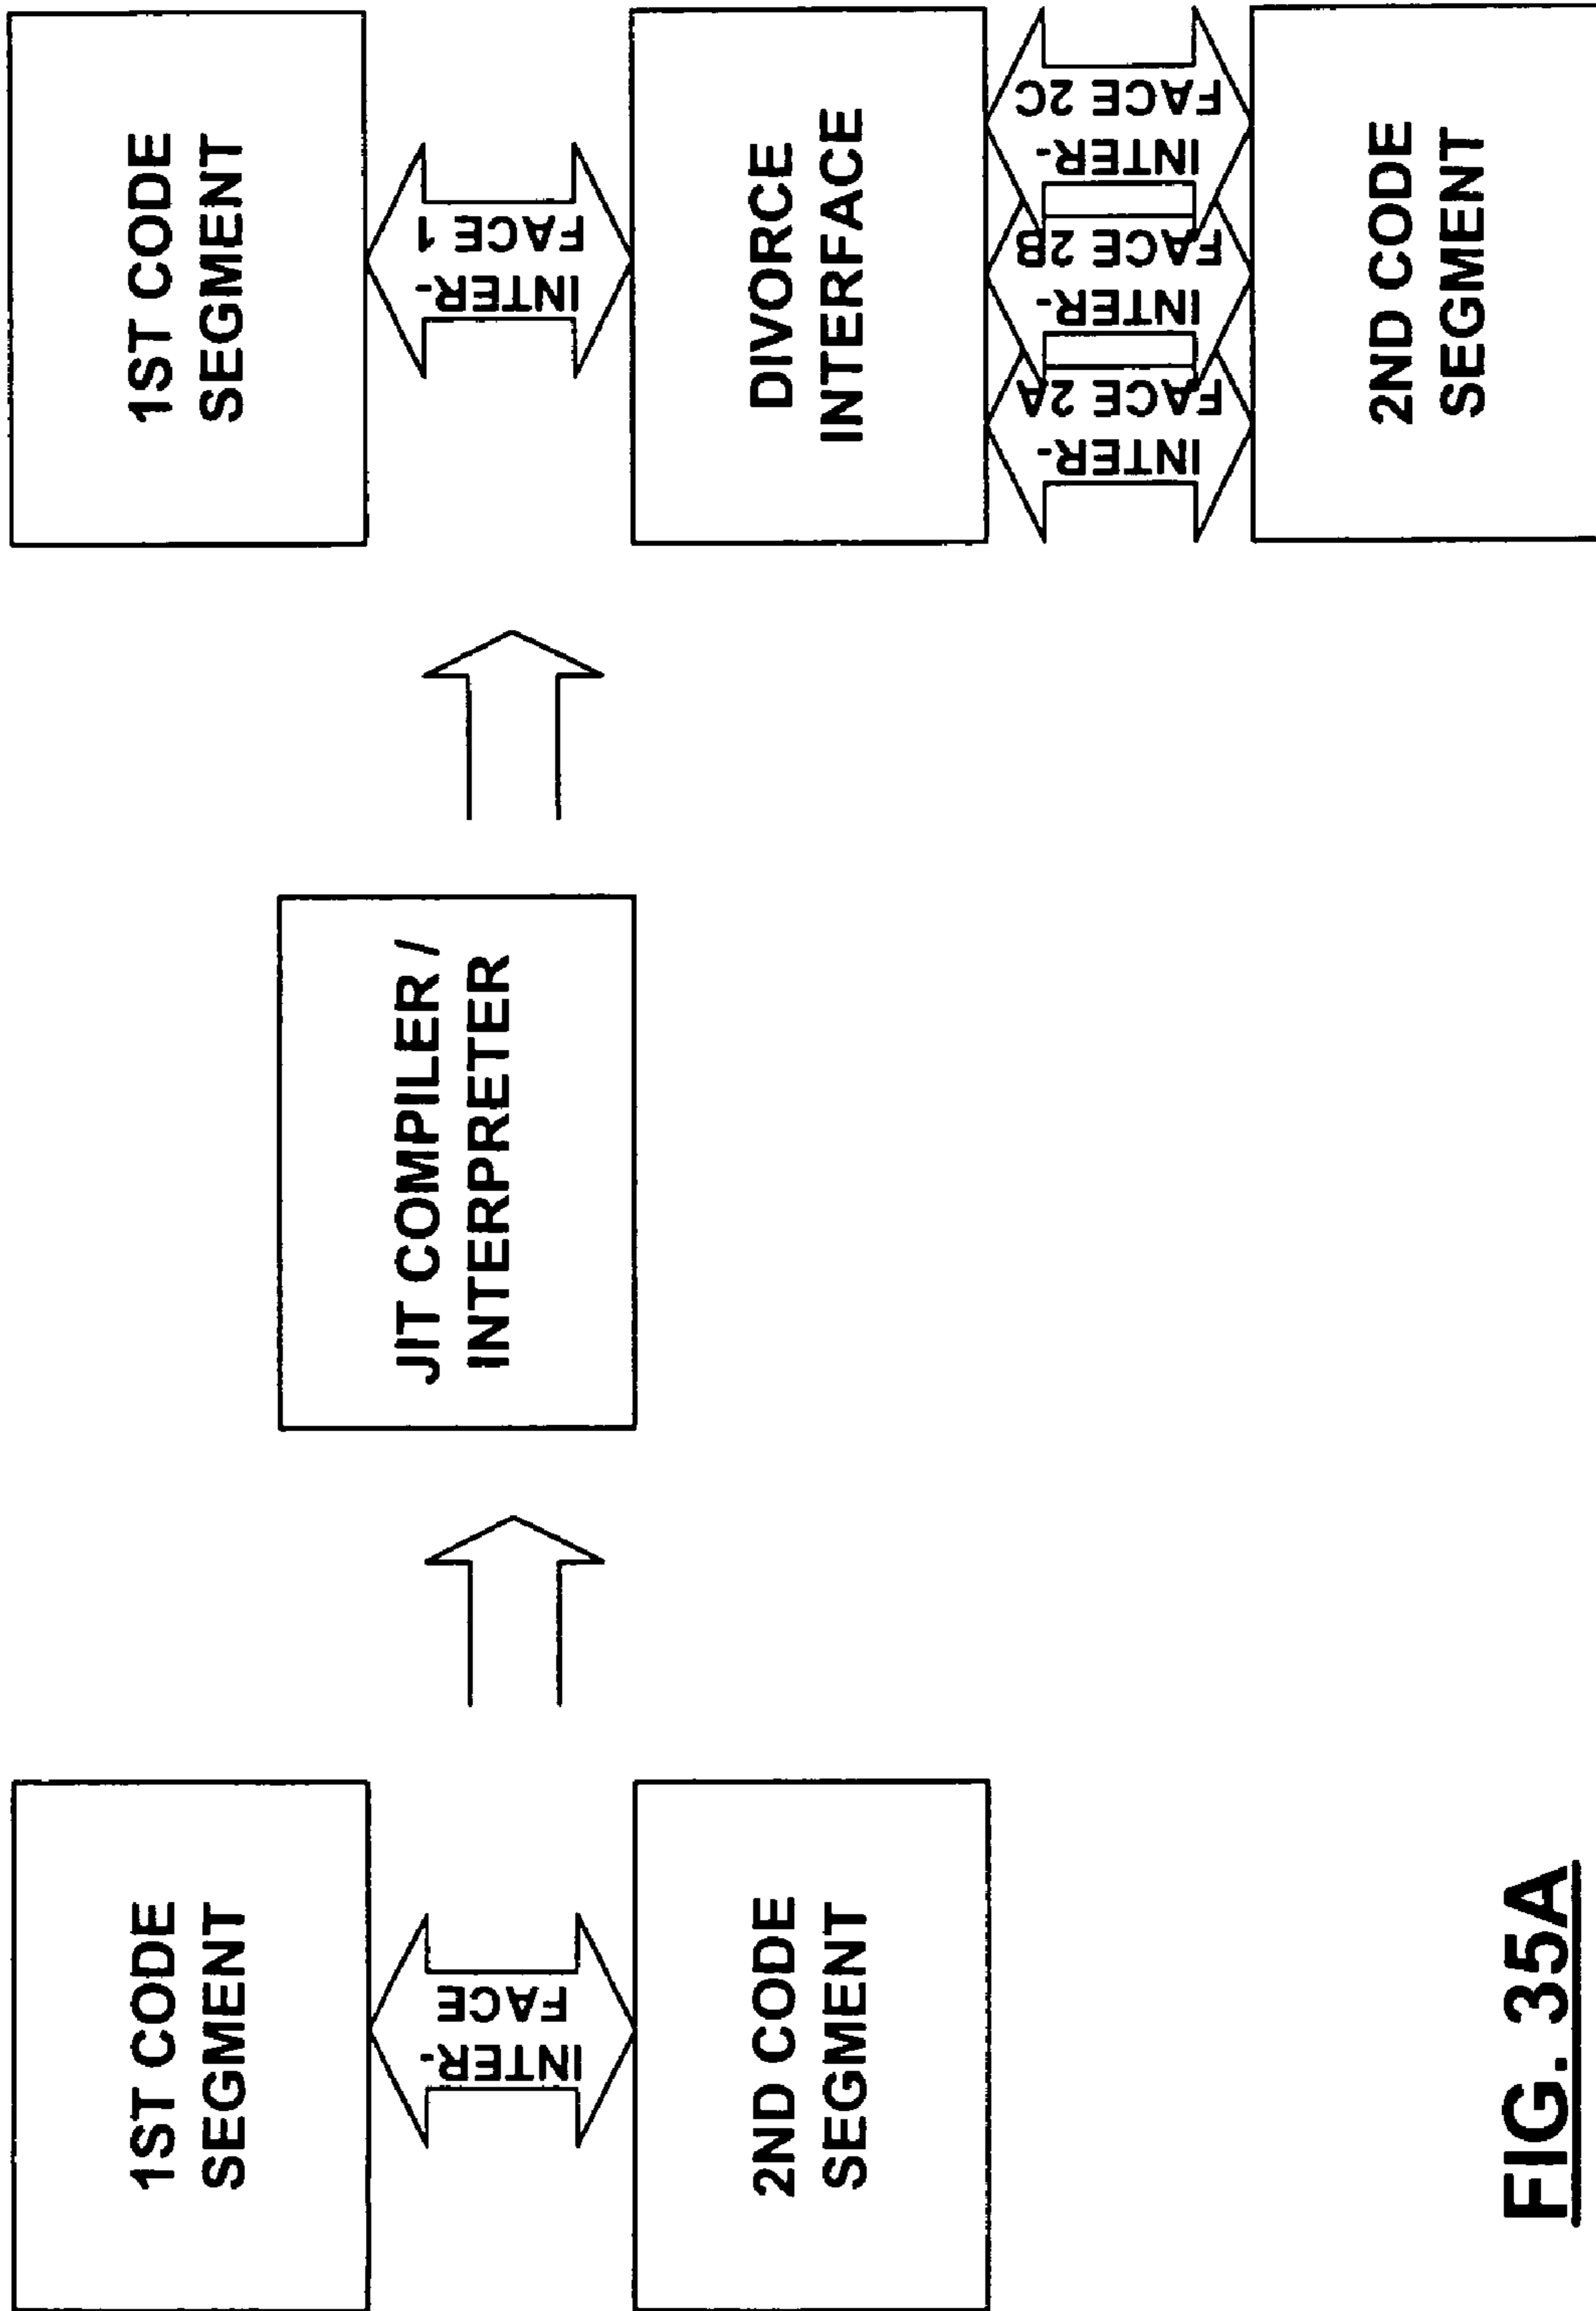 1ST CODE
SEGMENT
INTER-
FACE
2ND CODE
SEGMENT
JIT COMPILER /
INTERPRETER
1ST CODE
SEGMENT
INTER-
FACE 1
DIVORCE
INTERFACE
INTER-
FACE 2A
INTER-
FACE 2B
INTER-
FACE 2C
2ND CODE
SEGMENT
FIG. 35A